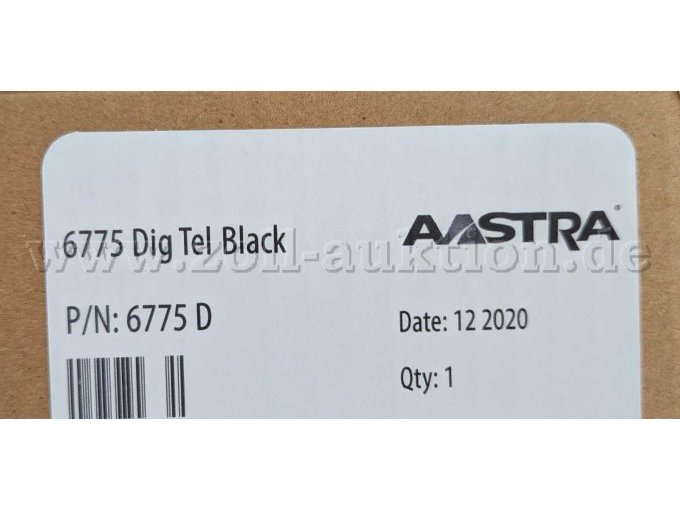 6775 Dig Tel Black
AASTRA®
www.zoll-auktion.de
P/N: 6775 D
Date: 12 2020
Qty: 1